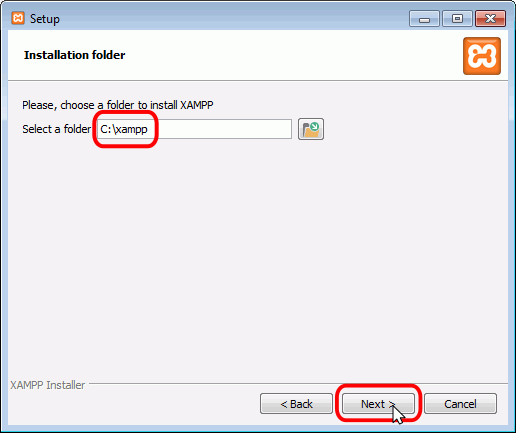 Setup
Installation folder
Please, choose a folder to install XAMPP
Select a folder C:\xampp
XAMPP Installer
< Back Next > Cancel